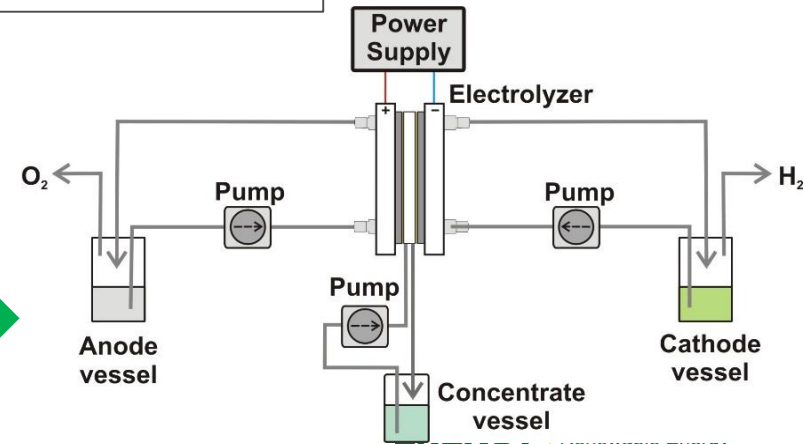 Power
Supply
+
−
Electrolyzer
O₂
H₂
Pump
Pump
Pump
Anode
vessel
Cathode
vessel
Concentrate
vessel